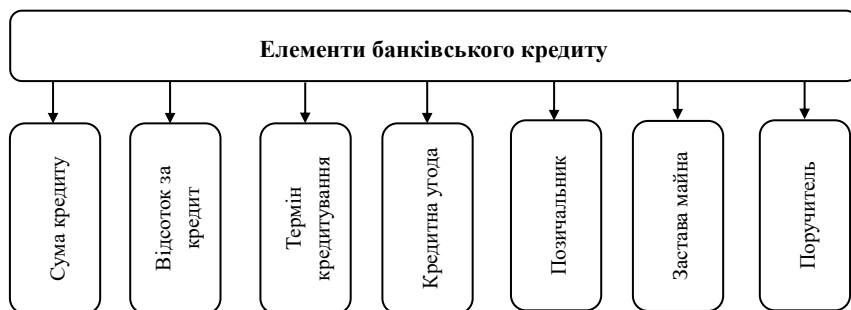 Елементи банківського кредиту
Сума кредиту
Відсоток за
кредит
Термін
кредитування
Кредитна угода
Позичальник
Застава майна
Поручитель